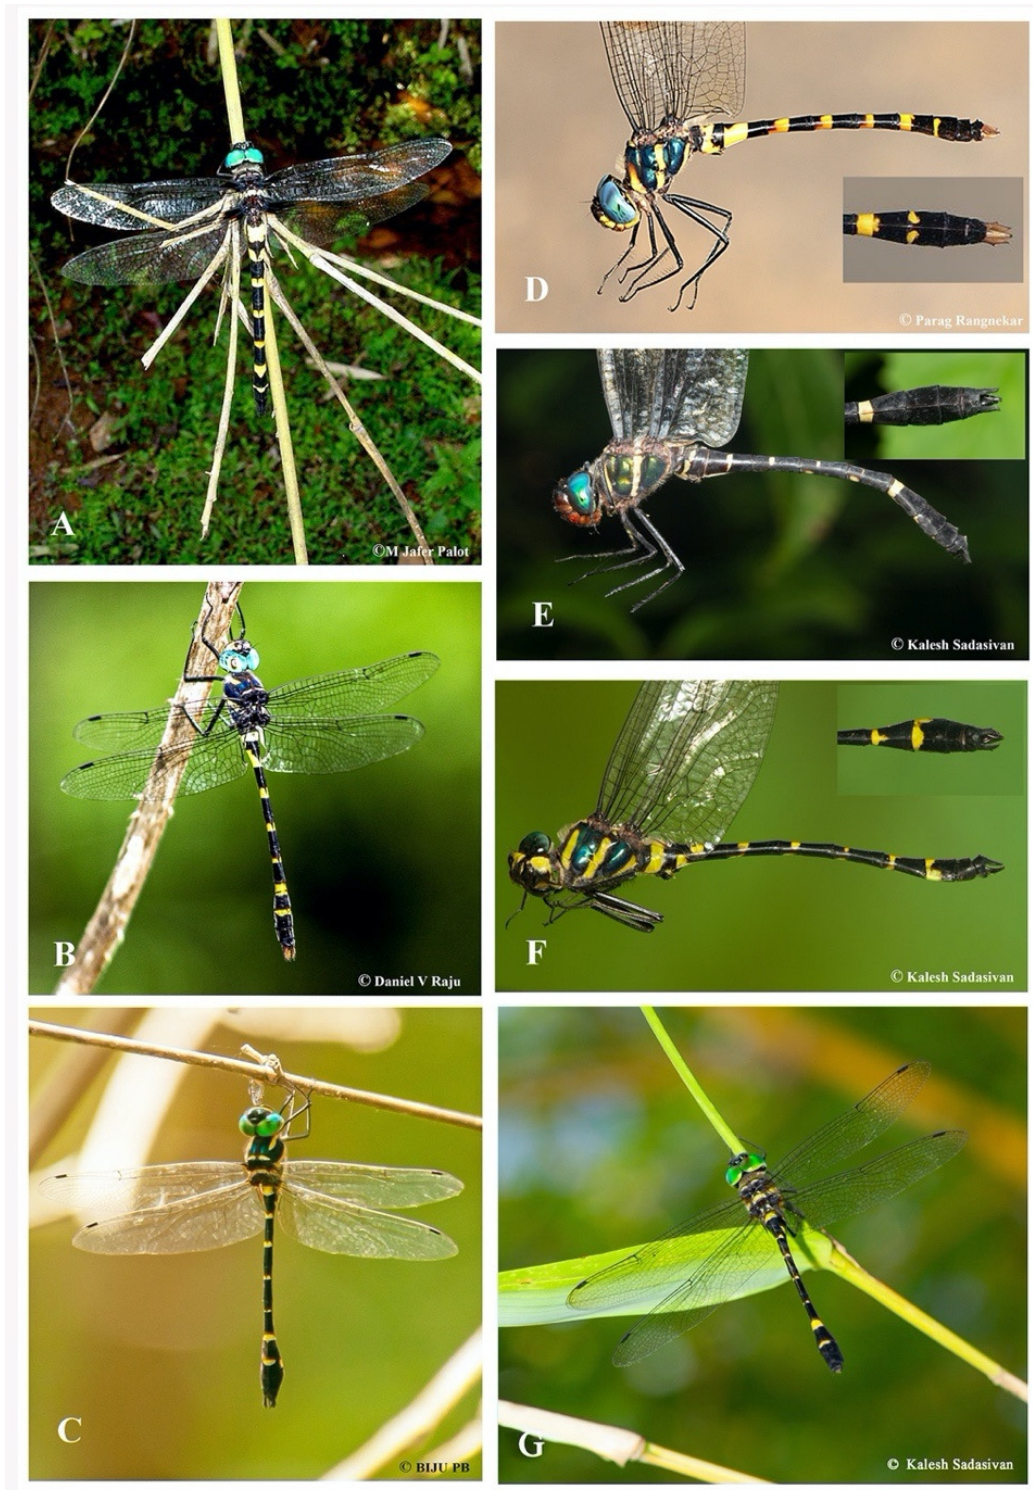 A
©M Jafer Palot
B
© Daniel V Raju
C
© BIJU PB
D
© Parag Rangnekar
E
© Kalesh Sadasivan
F
© Kalesh Sadasivan
G
© Kalesh Sadasivan